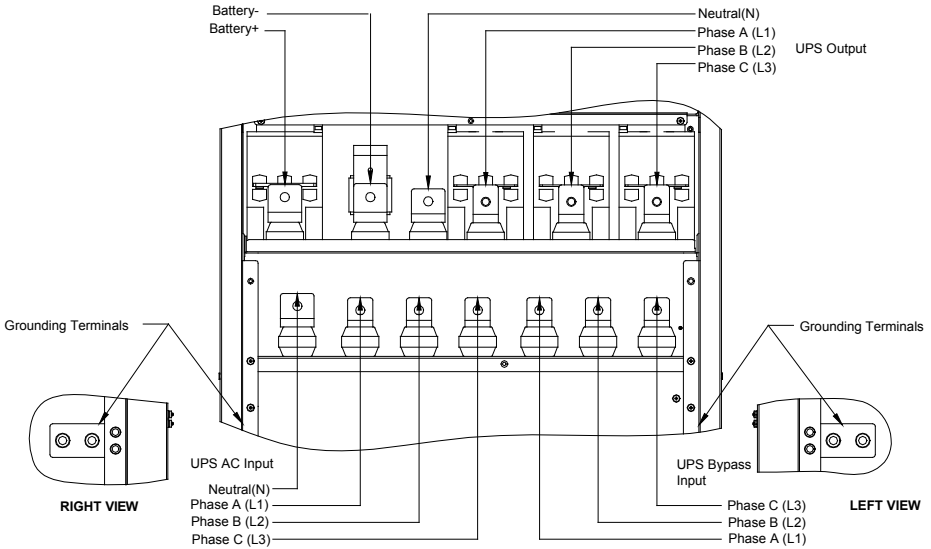 Battery-
Battery+
Neutral(N)
Phase A (L1)
Phase B (L2)
UPS Output
Phase C (L3)
Grounding Terminals
Grounding Terminals
UPS AC Input
Neutral(N)
Phase A (L1)
Phase B (L2)
Phase C (L3)
UPS Bypass
Input
Phase C (L3)
Phase B (L2)
Phase A (L1)
RIGHT VIEW
LEFT VIEW